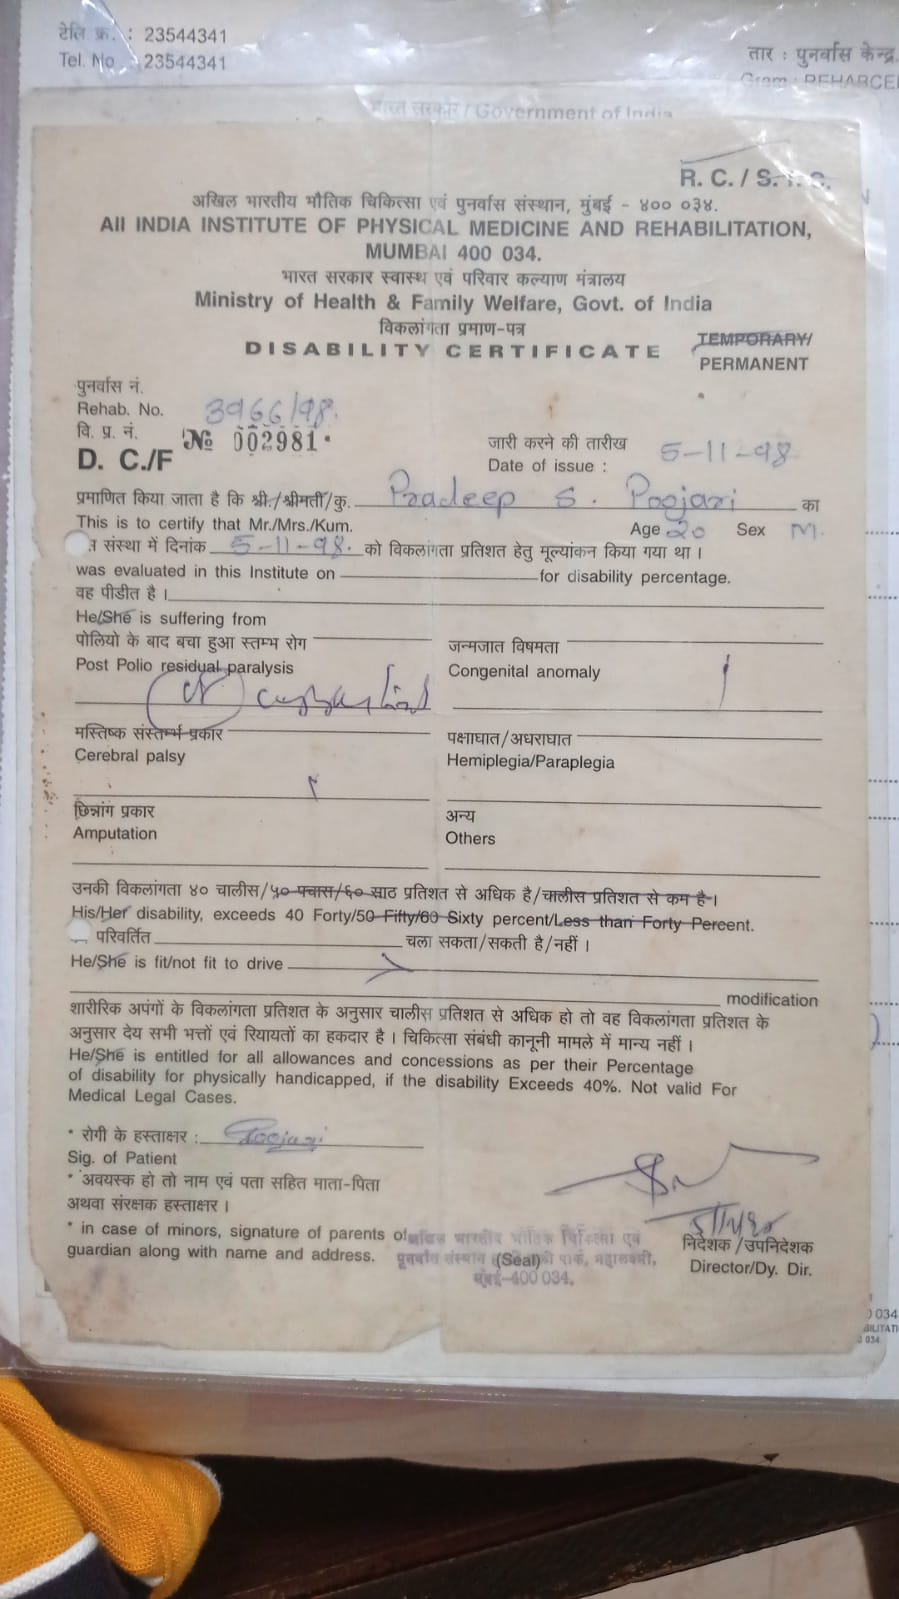 टेलि क्र. : 23544341
Tel. No. : 23544341
तार : पुनर्वास केन्द्र
Gram : REHABCE
भारत सरकार / Government of India
R. C. / S. T. C.
अखिल भारतीय भौतिक चिकित्सा एवं पुनर्वास संस्थान, मुंबई - ४०० ०३४.
All INDIA INSTITUTE OF PHYSICAL MEDICINE AND REHABILITATION,
MUMBAI 400 034.
भारत सरकार स्वास्थ एवं परिवार कल्याण मंत्रालय
Ministry of Health & Family Welfare, Govt. of India
विकलांगता प्रमाण-पत्र
DISABILITY CERTIFICATE
TEMPORARY/
PERMANENT
पुनर्वास नं.
Rehab. No. 3966/98.
वि. प्र. नं.
D. C./F № 002981
जारी करने की तारीख
Date of issue : 5-11-98
प्रमाणित किया जाता है कि श्री/श्रीमती/कु. Pradeep S. Poojari का
This is to certify that Mr./Mrs./Kum. Age 20 Sex M.
संस्था में दिनांक 5-11-98. को विकलांगता प्रतिशत हेतु मूल्यांकन किया गया था ।
was evaluated in this Institute on for disability percentage.
वह पीडीत है ।
He/She is suffering from
पोलियो के बाद बचा हुआ स्तम्भ रोग
Post Polio residual paralysis
जन्मजात विषमता
Congenital anomaly
मस्तिष्क संस्तम्भ प्रकार
Cerebral palsy
पक्षाघात/अधराघात
Hemiplegia/Paraplegia
छिन्नांग प्रकार
Amputation
अन्य
Others
उनकी विकलांगता ४० चालीस/५० पचास/६० साठ प्रतिशत से अधिक है/चालीस प्रतिशत से कम है ।
His/Her disability, exceeds 40 Forty/50 Fifty/60 Sixty percent/Less than Forty Percent.
परिवर्तित चला सकता/सकती है/नहीं ।
He/She is fit/not fit to drive
modification
शारीरिक अपंगों के विकलांगता प्रतिशत के अनुसार चालीस प्रतिशत से अधिक हो तो वह विकलांगता प्रतिशत के
अनुसार देय सभी भत्तों एवं रियायतों का हकदार है । चिकित्सा संबंधी कानूनी मामले में मान्य नहीं ।
He/She is entitled for all allowances and concessions as per their Percentage
of disability for physically handicapped, if the disability Exceeds 40%. Not valid For
Medical Legal Cases.
* रोगी के हस्ताक्षर : Poojari
Sig. of Patient
* अवयस्क हो तो नाम एवं पता सहित माता-पिता
अथवा संरक्षक हस्ताक्षर ।
* in case of minors, signature of parents of
guardian along with name and address.
अखिल भारतीय भौतिक चिकित्सा एवं
पुनर्वास संस्थान पार्क, महालक्ष्मी,
मुंबई-400 034.
(Seal)
निदेशक/उपनिदेशक
Director/Dy. Dir.
034